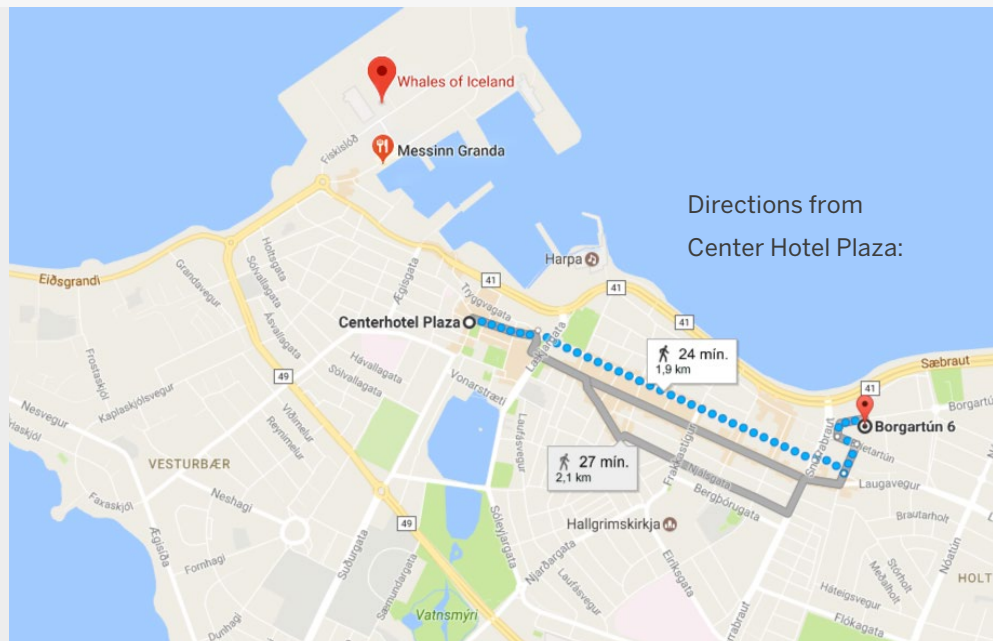 Whales of Iceland
Fiskislóð
Messinn Granda
Directions from
Center Hotel Plaza:
Harpa
Eiðsgrandi
Grandavegur
Holtsgata
Sólvallagata
Ásvallagata
Ægisgata
41
Tryggvagata
41
41
Centerhotel Plaza
Lækjargata
24 mín.
1,9 km
Sæbraut
41
Borgartún
Borgartún 6
Frostaskjól
Kaplaskjólsvegur
49
Hávallagata
Sólvallagata
Vonarstræti
Laufásvegur
Nesvegur
Víðimelur
Reynimelur
27 mín.
2,1 km
Frakkastígur
Njálsgata
Bergþórugata
Snorrabraut
Laugavegur
Brautarholt
VESTURBÆR
Neshagi
Faxaskjól
Ægisíða
Fornhagi
Dunhagi
Suðurgata
49
Sæmundargata
Sóleyjargata
Vatnsmýri
Hallgrimskirkja
Njarðargata
Laufásvegur
Eiríksgata
Háteigsvegur
Flókagata
Stórholt
Meðalholt
Nóatún
HOLT